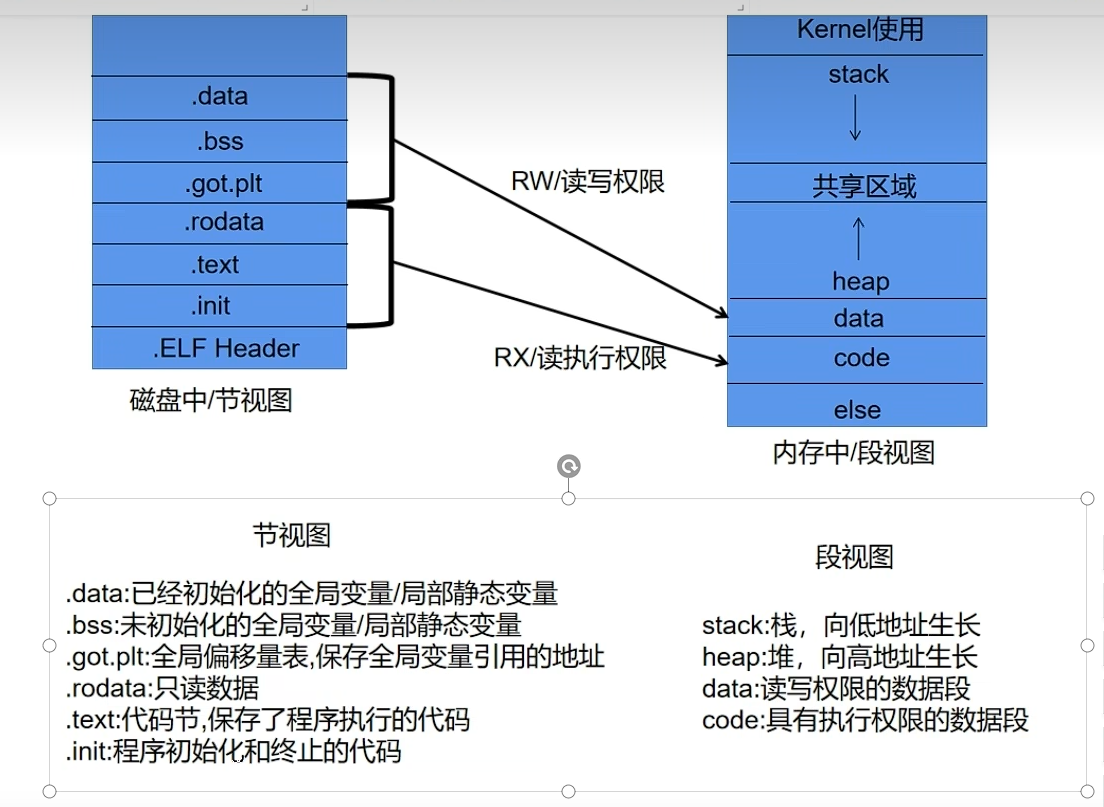 .data
.bss
.got.plt
.rodata
.text
.init
.ELF Header
磁盘中/节视图
RW/读写权限
RX/读执行权限
Kernel使用
stack
共享区域
heap
data
code
else
内存中/段视图
节视图
.data:已经初始化的全局变量/局部静态变量
.bss:未初始化的全局变量/局部静态变量
.got.plt:全局偏移量表,保存全局变量引用的地址
.rodata:只读数据
.text:代码节,保存了程序执行的代码
.init:程序初始化和终止的代码
段视图
stack:栈，向低地址生长
heap:堆，向高地址生长
data:读写权限的数据段
code:具有执行权限的数据段